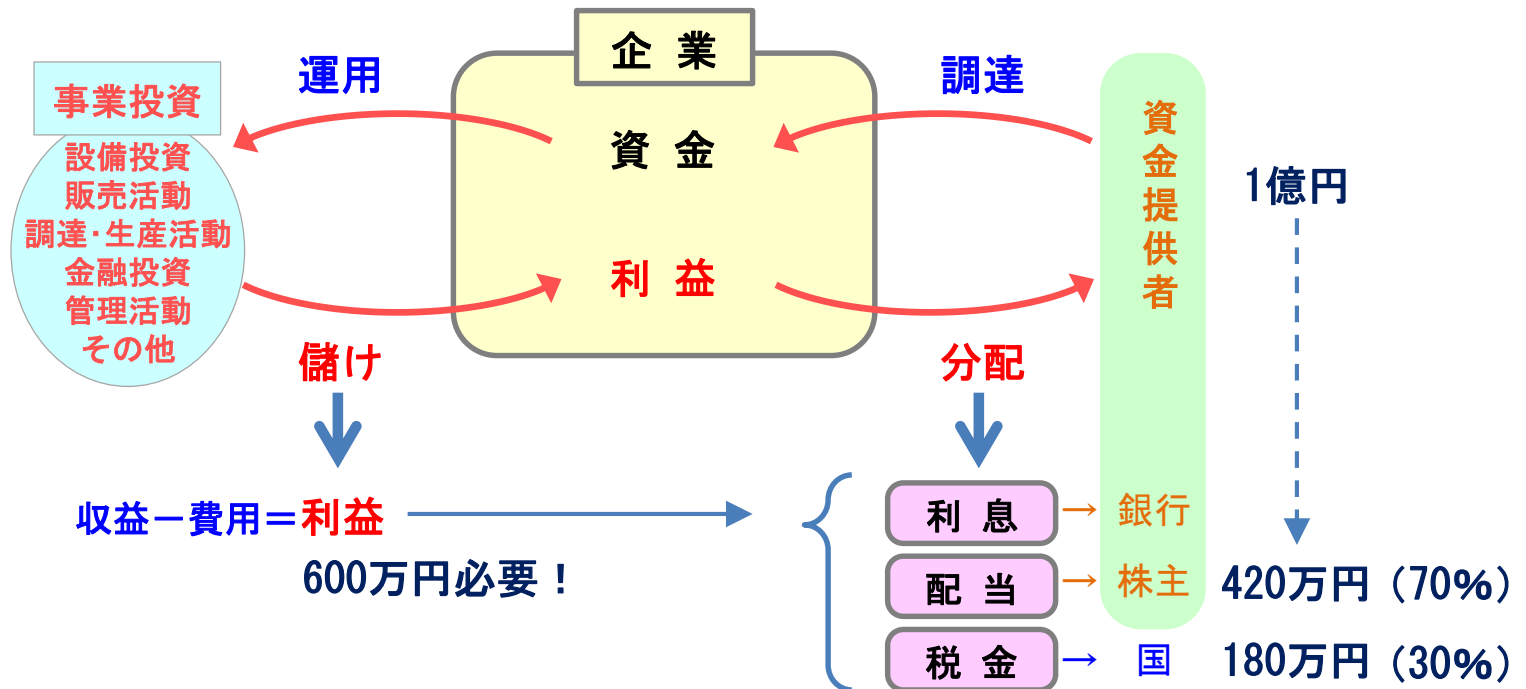 企 業
運用
調達
事業投資
設備投資
販売活動
調達・生産活動
金融投資
管理活動
その他
資 金
利 益
資金提供者
1億円
儲け
分配
収益－費用＝利益
600万円必要！
利 息
→ 銀行
配 当
→ 株主
420万円（70%）
税 金
→ 国
180万円（30%）